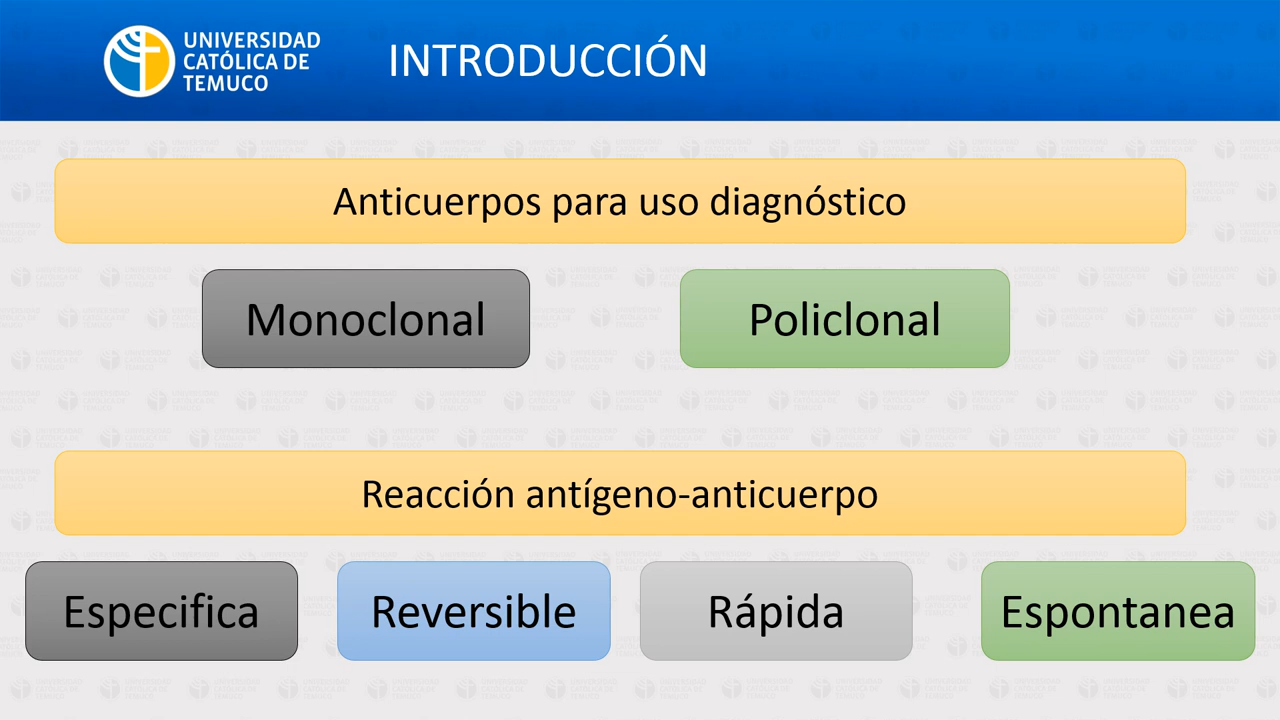 UNIVERSIDAD
CATÓLICA DE
TEMUCO
INTRODUCCIÓN
Anticuerpos para uso diagnóstico
Monoclonal
Policlonal
Reacción antígeno-anticuerpo
Especifica
Reversible
Rápida
Espontanea